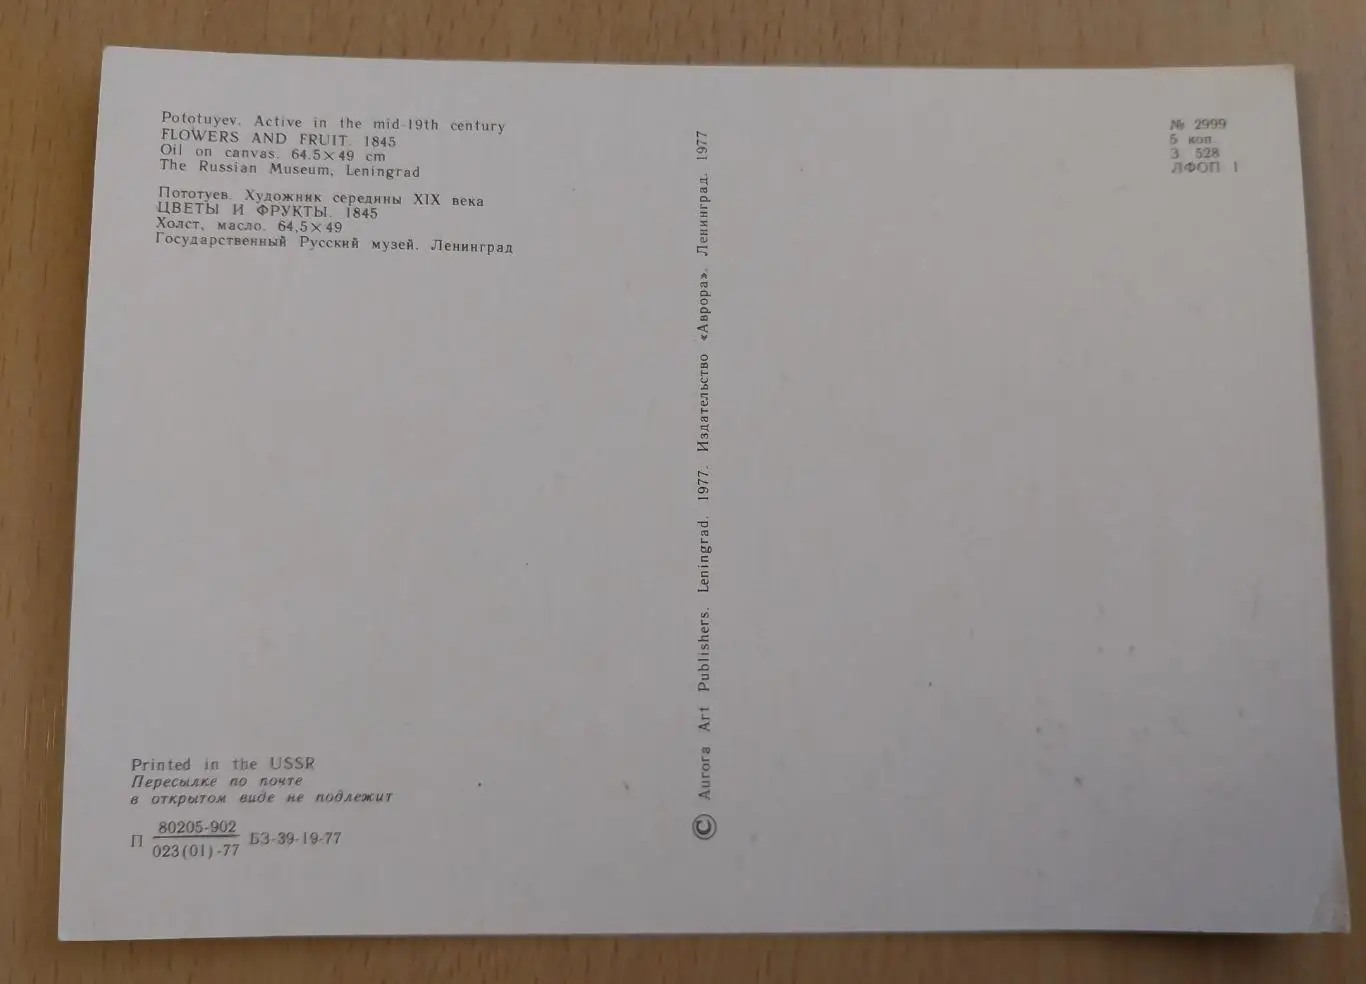 Pototuyev. Active in the mid-19th century
FLOWERS AND FRUIT. 1845
Oil on canvas. 64.5×49 cm
The Russian Museum, Leningrad
Пототуев. Художник середины XIX века
ЦВЕТЫ И ФРУКТЫ. 1845
Холст, масло. 64,5×49
Государственный Русский музей. Ленинград
Printed in the USSR
Пересылке по почте
в открытом виде не подлежит
П 80205-902
023(01)-77 БЗ-39-19-77
© Aurora Art Publishers. Leningrad. 1977. Издательство «Аврора». Ленинград. 1977
№ 2999
5 коп.
З 528
ЛФОП 1